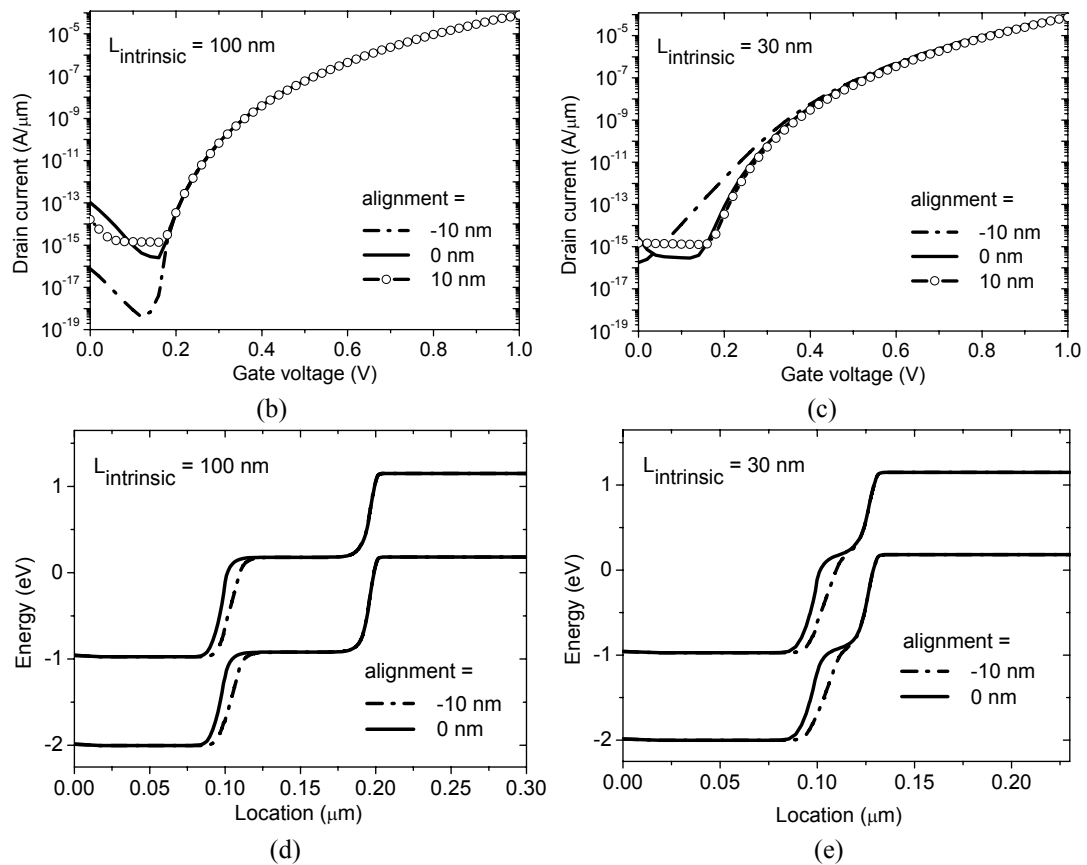 L_intrinsic = 100 nm
Drain current (A/μm)
10^-5
10^-7
10^-9
10^-11
10^-13
10^-15
10^-17
10^-19
alignment =
-10 nm
0 nm
10 nm
0.0 0.2 0.4 0.6 0.8 1.0
Gate voltage (V)
(b)
L_intrinsic = 30 nm
Drain current (A/μm)
10^-5
10^-7
10^-9
10^-11
10^-13
10^-15
10^-17
10^-19
alignment =
-10 nm
0 nm
10 nm
0.0 0.2 0.4 0.6 0.8 1.0
Gate voltage (V)
(c)
L_intrinsic = 100 nm
Energy (eV)
1
0
-1
-2
alignment =
-10 nm
0 nm
0.00 0.05 0.10 0.15 0.20 0.25 0.30
Location (μm)
(d)
L_intrinsic = 30 nm
Energy (eV)
1
0
-1
-2
alignment =
-10 nm
0 nm
0.00 0.05 0.10 0.15 0.20
Location (μm)
(e)